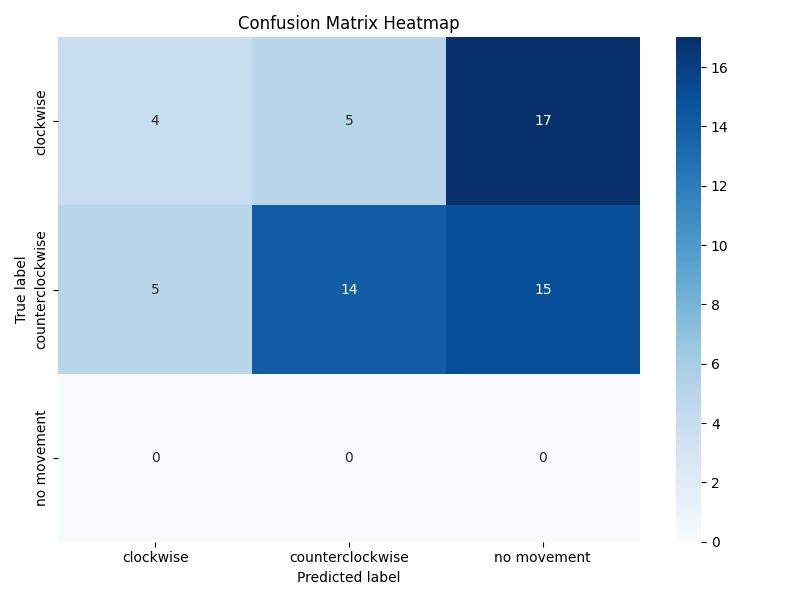 Confusion Matrix Heatmap
True label
clockwise
counterclockwise
no movement
4 5 17
5 14 15
0 0 0
clockwise counterclockwise no movement
Predicted label
16
14
12
10
8
6
4
2
0